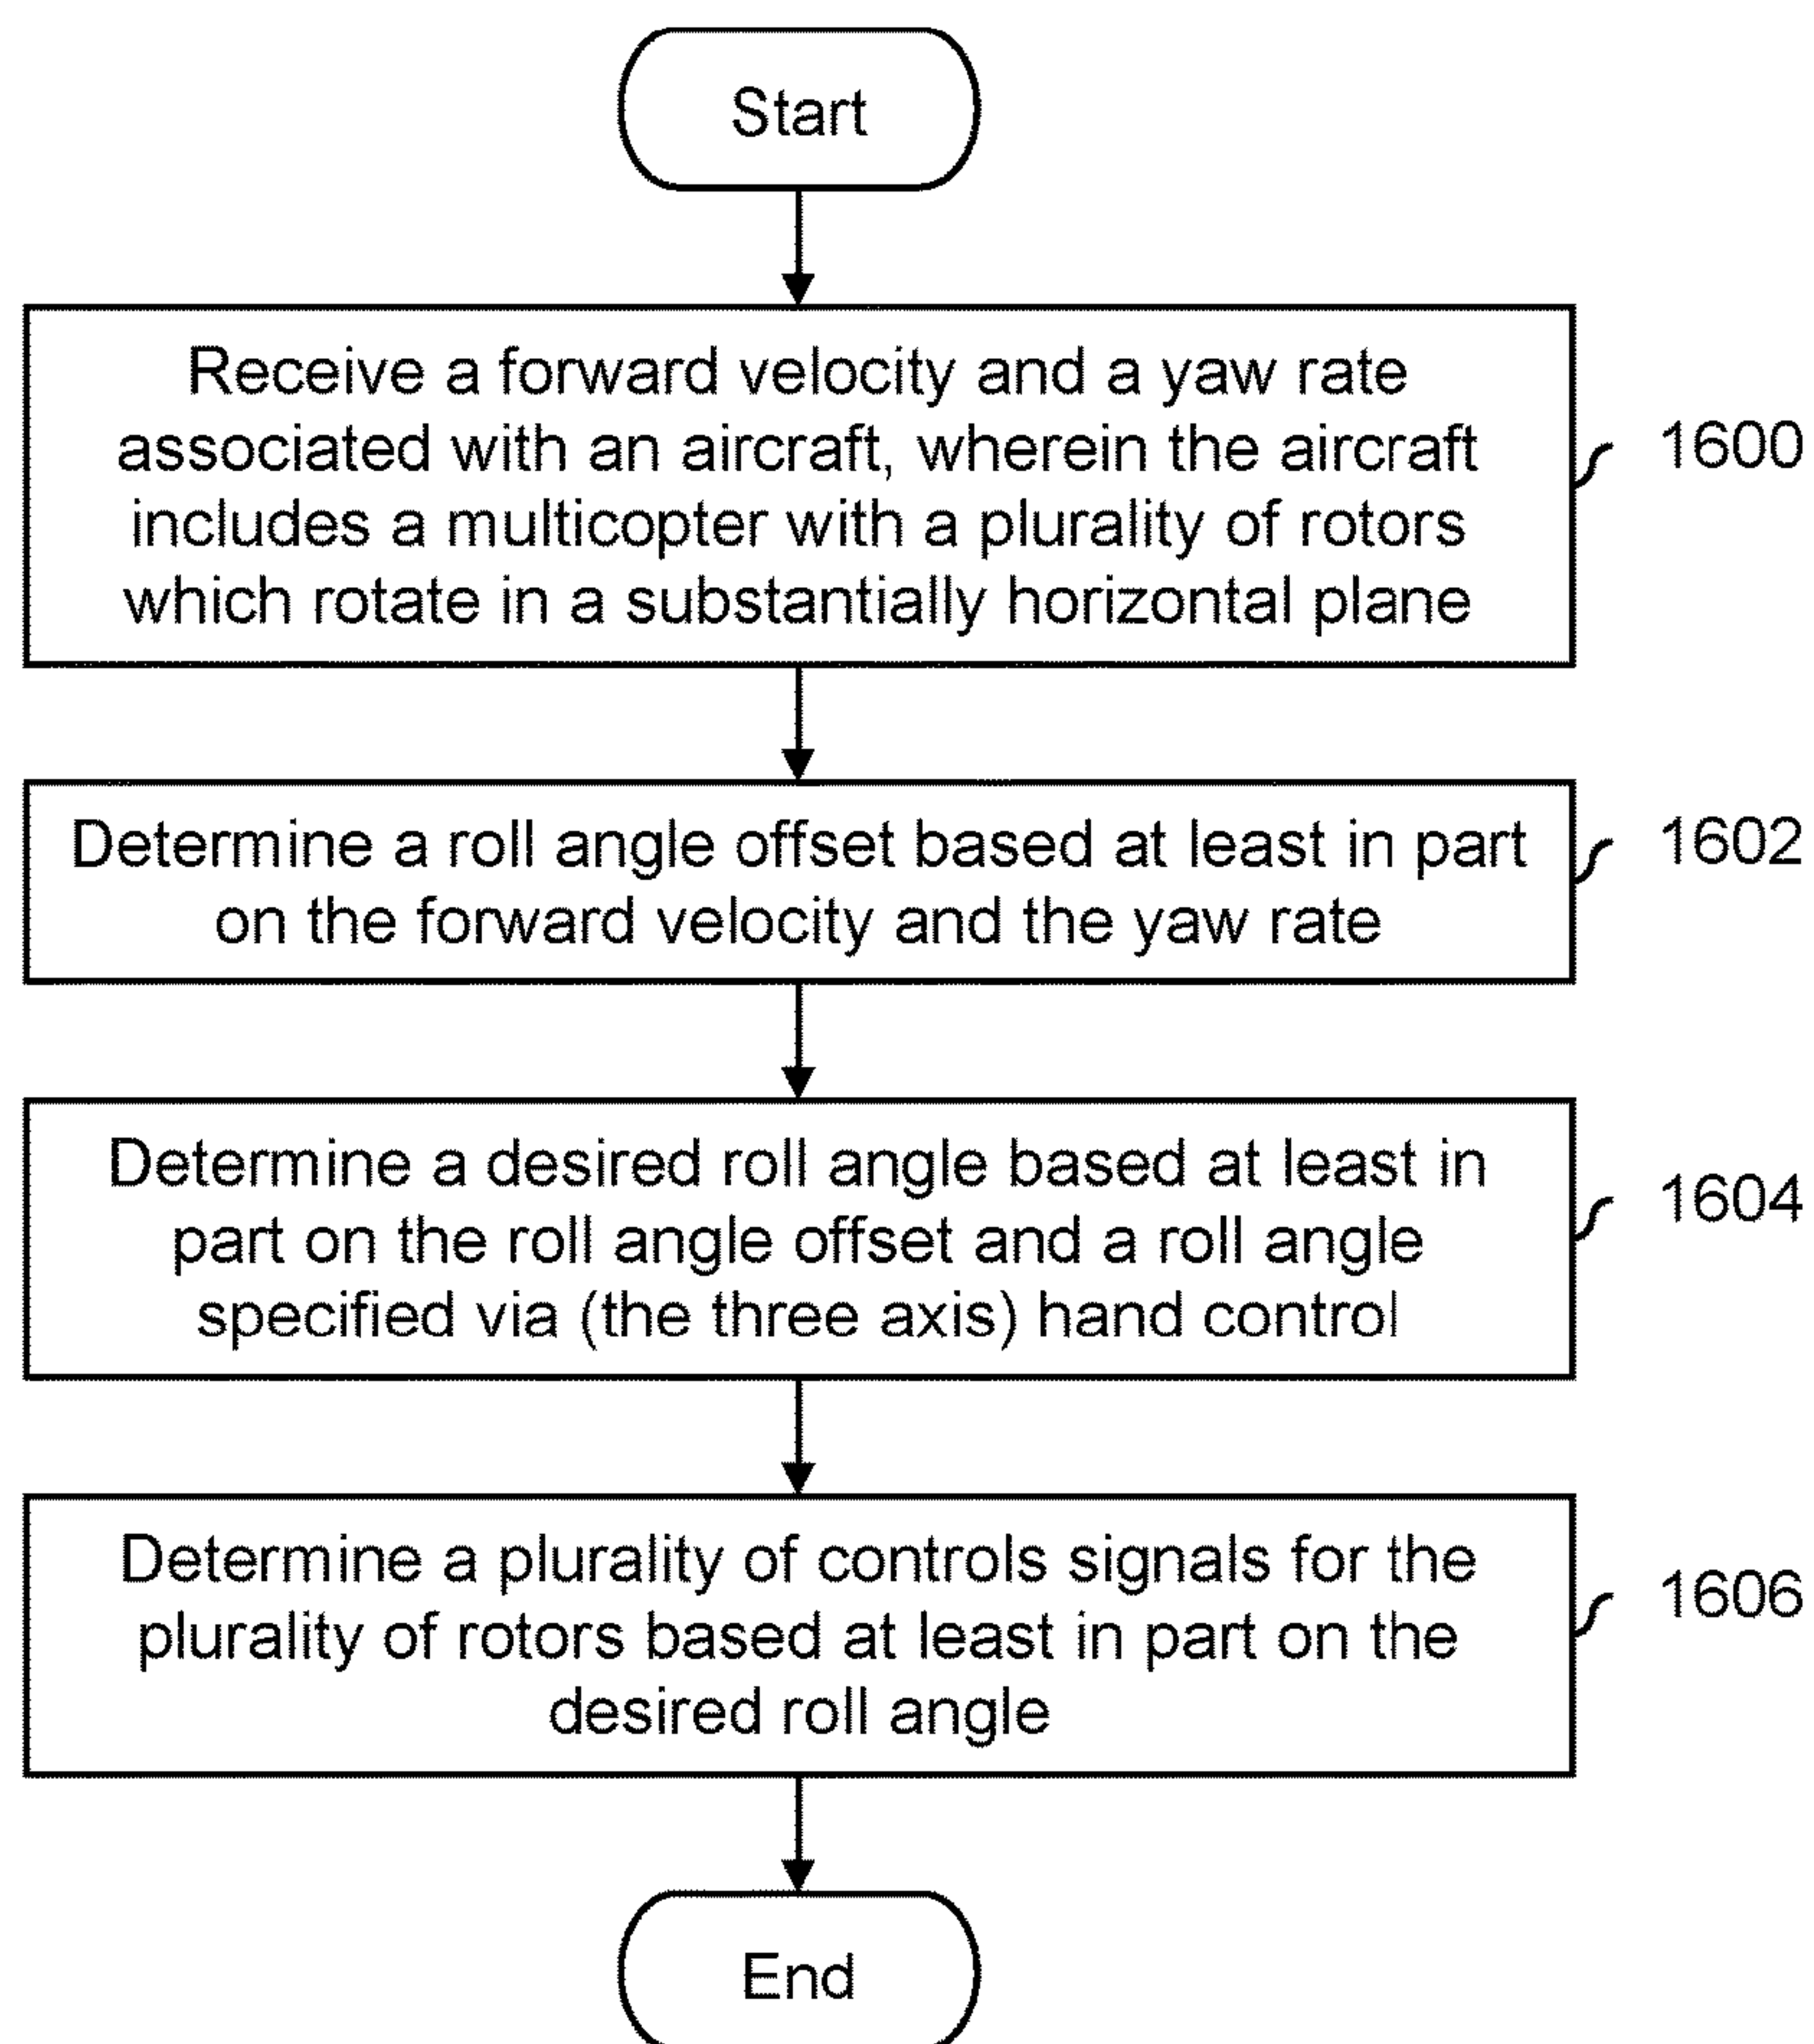 Start
Receive a forward velocity and a yaw rate
associated with an aircraft, wherein the aircraft
includes a multicopter with a plurality of rotors
which rotate in a substantially horizontal plane
1600
Determine a roll angle offset based at least in part
on the forward velocity and the yaw rate
1602
Determine a desired roll angle based at least in
part on the roll angle offset and a roll angle
specified via (the three axis) hand control
1604
Determine a plurality of controls signals for the
plurality of rotors based at least in part on the
desired roll angle
1606
End